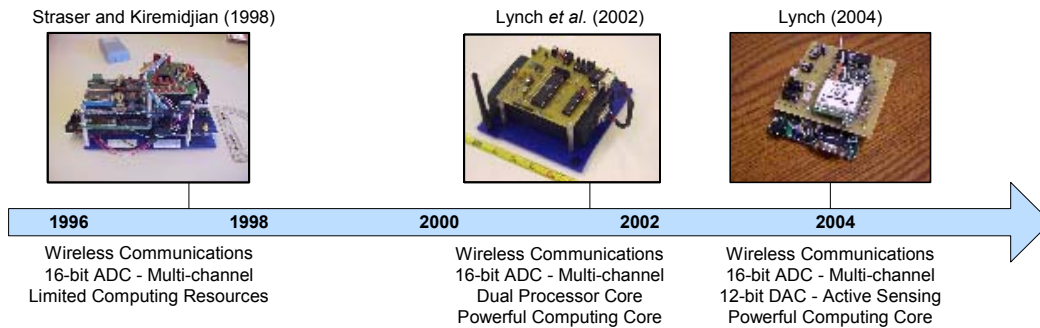 Straser and Kiremidjian (1998)
Lynch et al. (2002)
Lynch (2004)
1996
1998
2000
2002
2004
Wireless Communications
16-bit ADC - Multi-channel
Limited Computing Resources
Wireless Communications
16-bit ADC - Multi-channel
Dual Processor Core
Powerful Computing Core
Wireless Communications
16-bit ADC - Multi-channel
12-bit DAC - Active Sensing
Powerful Computing Core